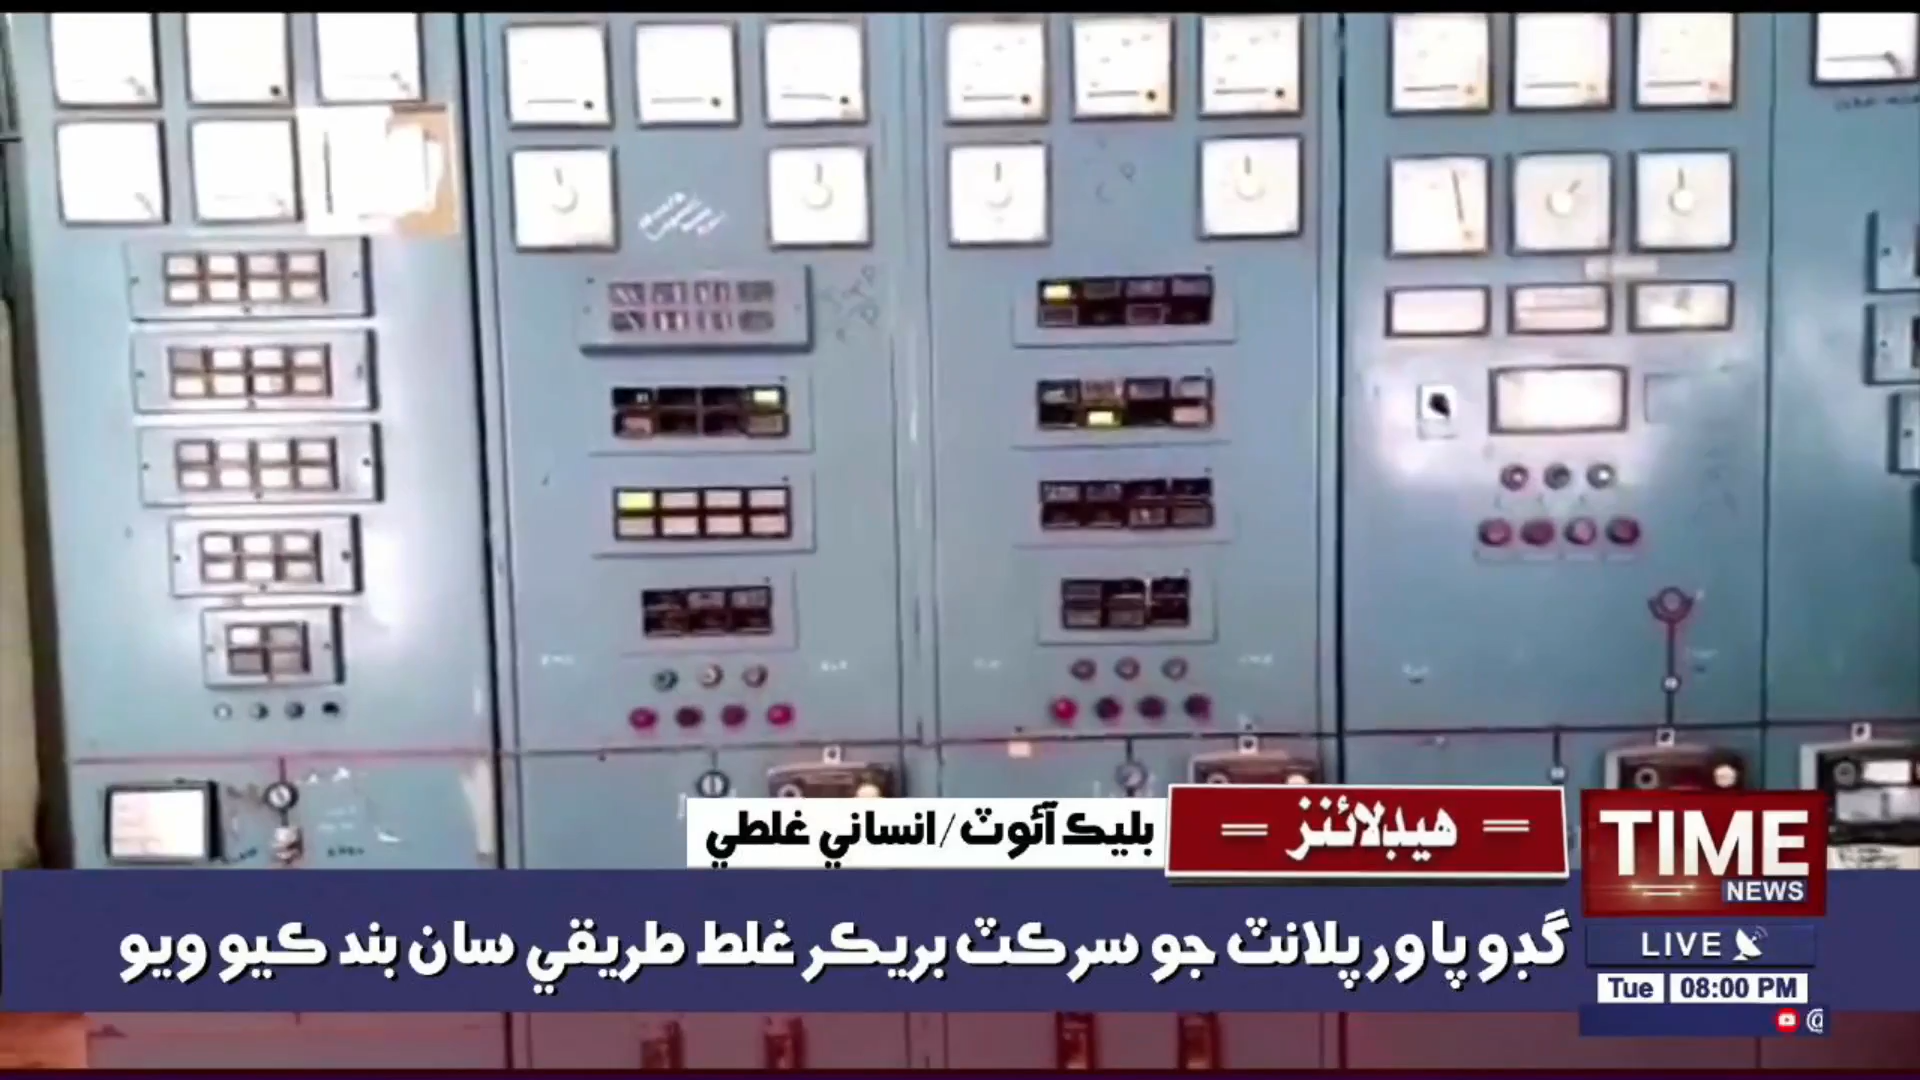 هيڊلائنز
بليڪ آئوٽ/انساني غلطي
گڊو پاور پلانٽ جو سرڪٽ بريڪر غلط طريقي سان بند ڪيو ويو
TIME
NEWS
LIVE
Tue 08:00 PM
@